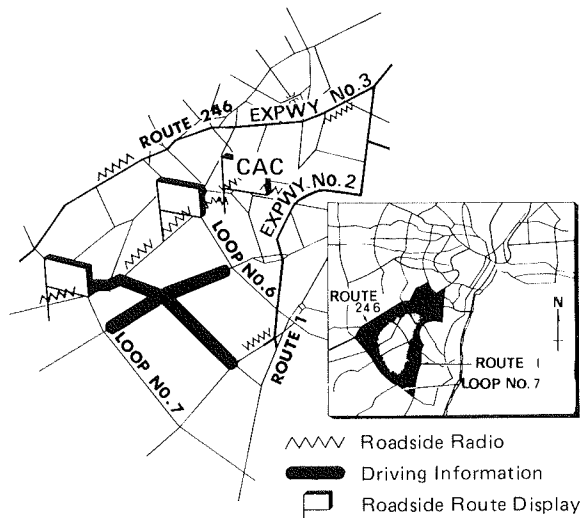 ROUTE 246
EXPWY No.3
CAC
EXPWY No.2
LOOP No.6
ROUTE 1
LOOP No.7
ROUTE
246
N
ROUTE 1
LOOP No.7
Roadside Radio
Driving Information
Roadside Route Display